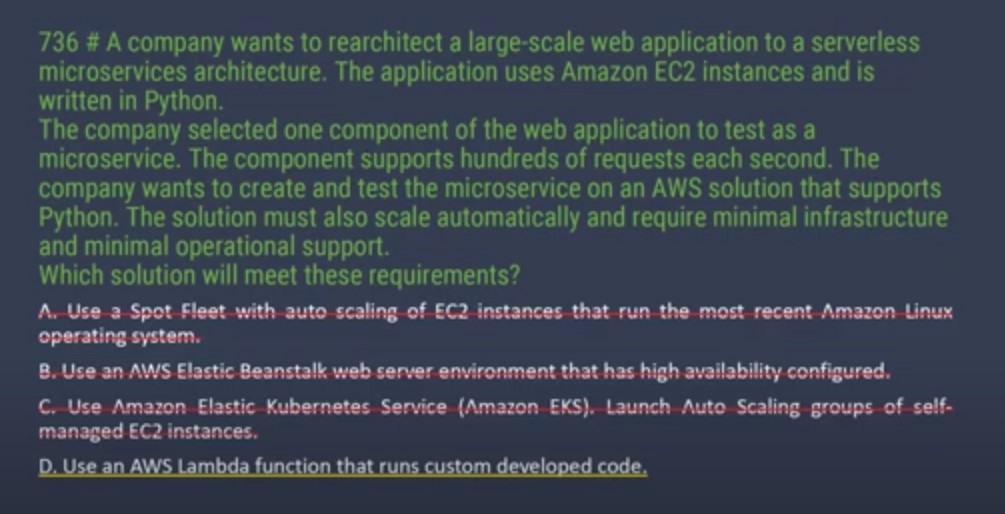 736 # A company wants to rearchitect a large-scale web application to a serverless
microservices architecture. The application uses Amazon EC2 instances and is
written in Python.
The company selected one component of the web application to test as a
microservice. The component supports hundreds of requests each second. The
company wants to create and test the microservice on an AWS solution that supports
Python. The solution must also scale automatically and require minimal infrastructure
and minimal operational support.
Which solution will meet these requirements?
A. Use a Spot Fleet with auto scaling of EC2 instances that run the most recent Amazon Linux
operating system.
B. Use an AWS Elastic Beanstalk web server environment that has high availability configured.
C. Use Amazon Elastic Kubernetes Service (Amazon EKS). Launch Auto Scaling groups of self-
managed EC2 instances.
D. Use an AWS Lambda function that runs custom developed code.